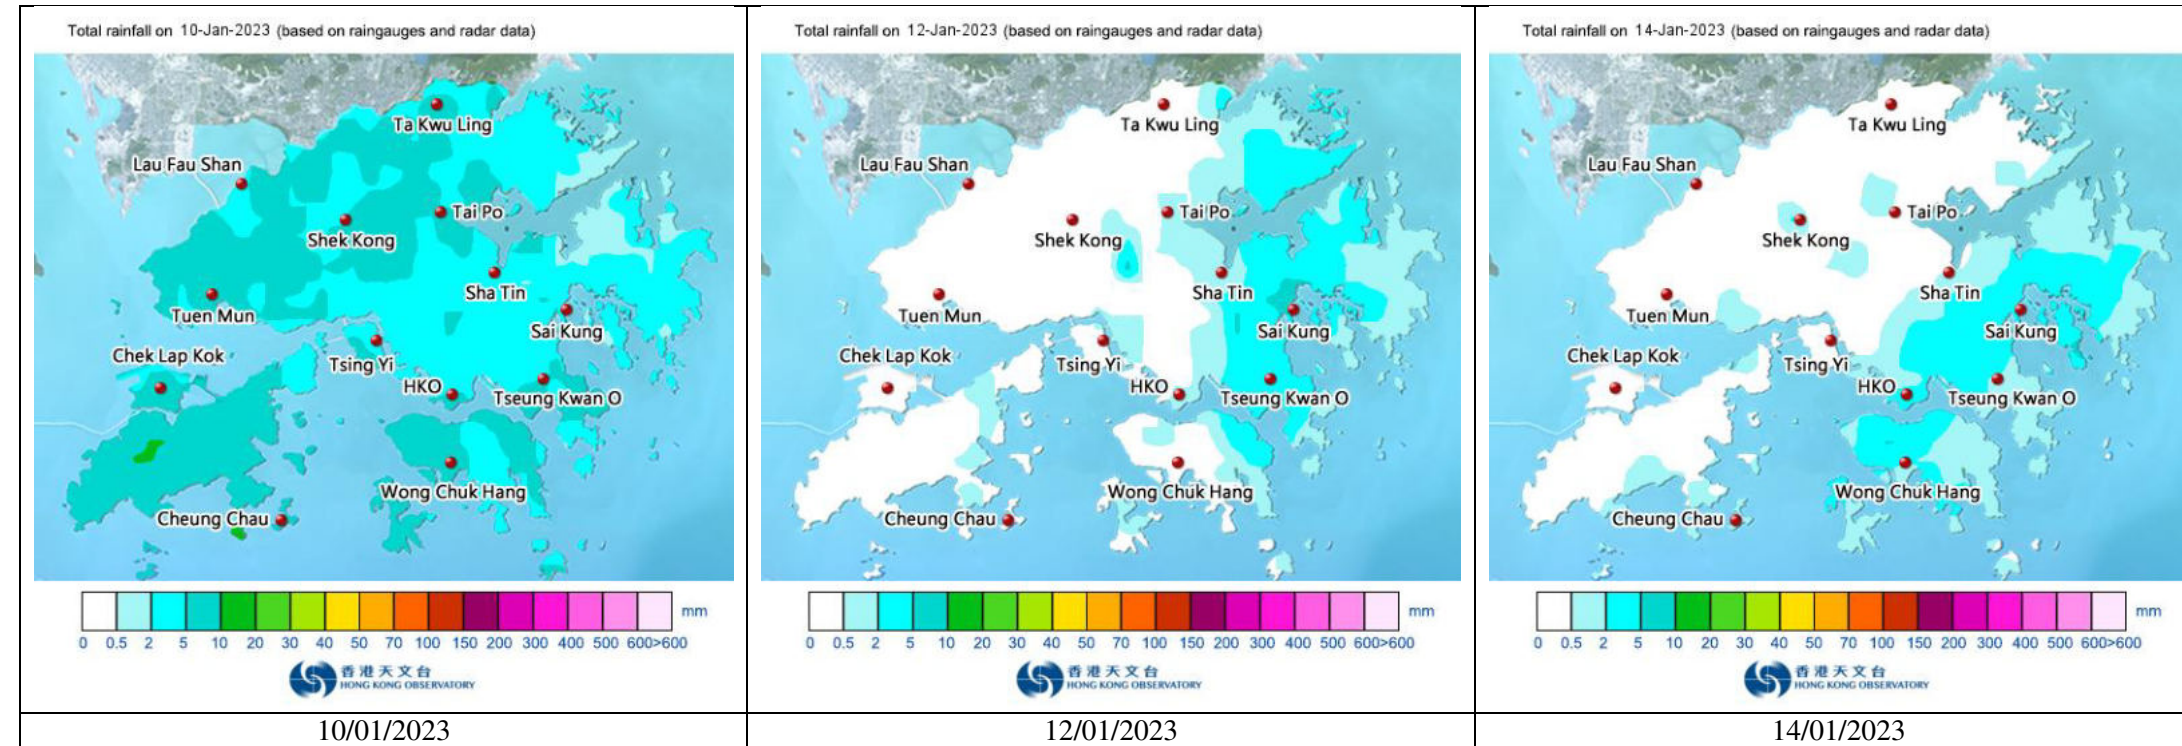 Total rainfall on 10-Jan-2023 (based on raingauges and radar data)
Ta Kwu Ling
Lau Fau Shan
Tai Po
Shek Kong
Sha Tin
Tuen Mun
Sai Kung
Chek Lap Kok
Tsing Yi
HKO
Tseung Kwan O
Wong Chuk Hang
Cheung Chau
mm
0 0.5 2 5 10 20 30 40 50 70 100 150 200 300 400 500 600>600
香港天文台
HONG KONG OBSERVATORY
10/01/2023
Total rainfall on 12-Jan-2023 (based on raingauges and radar data)
Ta Kwu Ling
Lau Fau Shan
Tai Po
Shek Kong
Sha Tin
Tuen Mun
Sai Kung
Chek Lap Kok
Tsing Yi
HKO
Tseung Kwan O
Wong Chuk Hang
Cheung Chau
mm
0 0.5 2 5 10 20 30 40 50 70 100 150 200 300 400 500 600>600
香港天文台
HONG KONG OBSERVATORY
12/01/2023
Total rainfall on 14-Jan-2023 (based on raingauges and radar data)
Ta Kwu Ling
Lau Fau Shan
Tai Po
Shek Kong
Sha Tin
Tuen Mun
Sai Kung
Chek Lap Kok
Tsing Yi
HKO
Tseung Kwan O
Wong Chuk Hang
Cheung Chau
mm
0 0.5 2 5 10 20 30 40 50 70 100 150 200 300 400 500 600>600
香港天文台
HONG KONG OBSERVATORY
14/01/2023